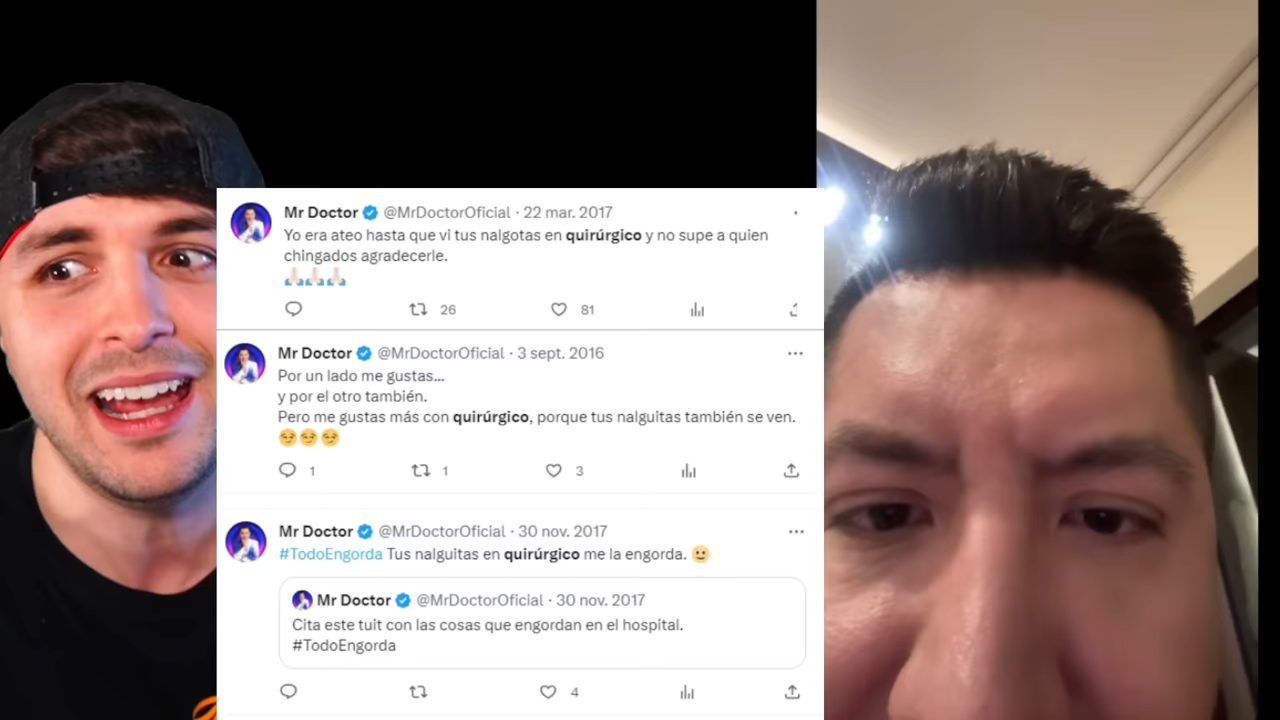 Mr Doctor @MrDoctorOficial · 22 mar. 2017
Yo era ateo hasta que vi tus nalgotas en quirúrgico y no supe a quien
chingados agradecerle.
🙏🏻🙏🏻🙏🏻
26 81
Mr Doctor @MrDoctorOficial · 3 sept. 2016
Por un lado me gustas...
y por el otro también.
Pero me gustas más con quirúrgico, porque tus nalguitas también se ven.
😏😏😏
1 1 3
Mr Doctor @MrDoctorOficial · 30 nov. 2017
#TodoEngorda Tus nalguitas en quirúrgico me la engorda. 🙂
Mr Doctor @MrDoctorOficial · 30 nov. 2017
Cita este tuit con las cosas que engordan en el hospital.
#TodoEngorda
4